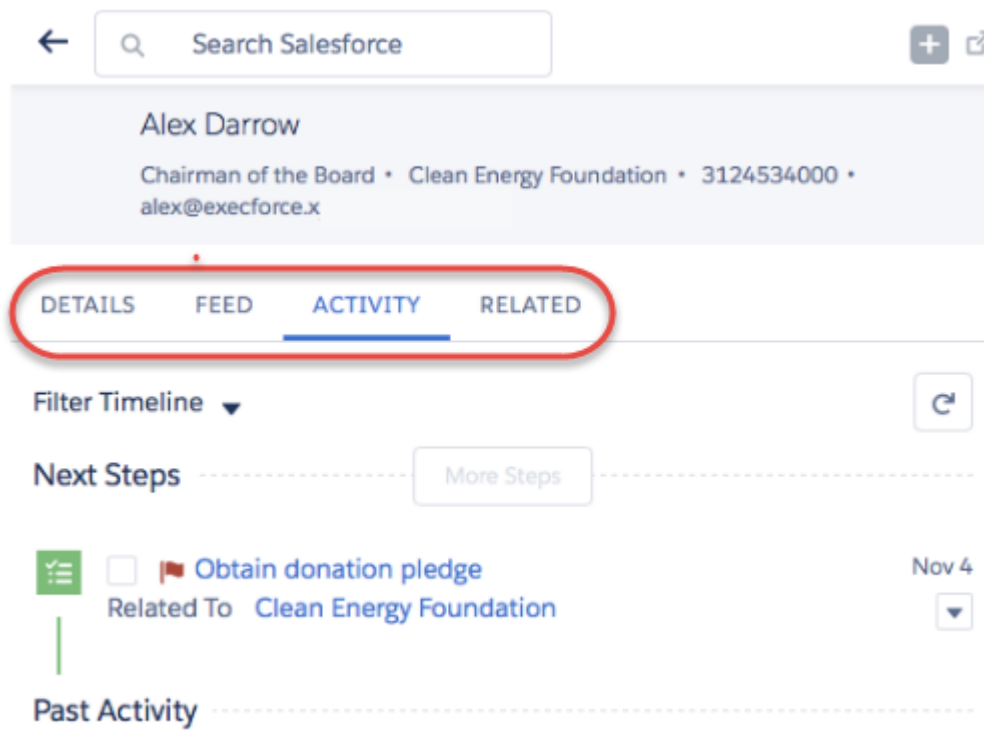 Search Salesforce
Alex Darrow
Chairman of the Board • Clean Energy Foundation • 3124534000 •
alex@execforce.x
DETAILS FEED ACTIVITY RELATED
Filter Timeline
Next Steps More Steps
Obtain donation pledge Nov 4
Related To Clean Energy Foundation
Past Activity